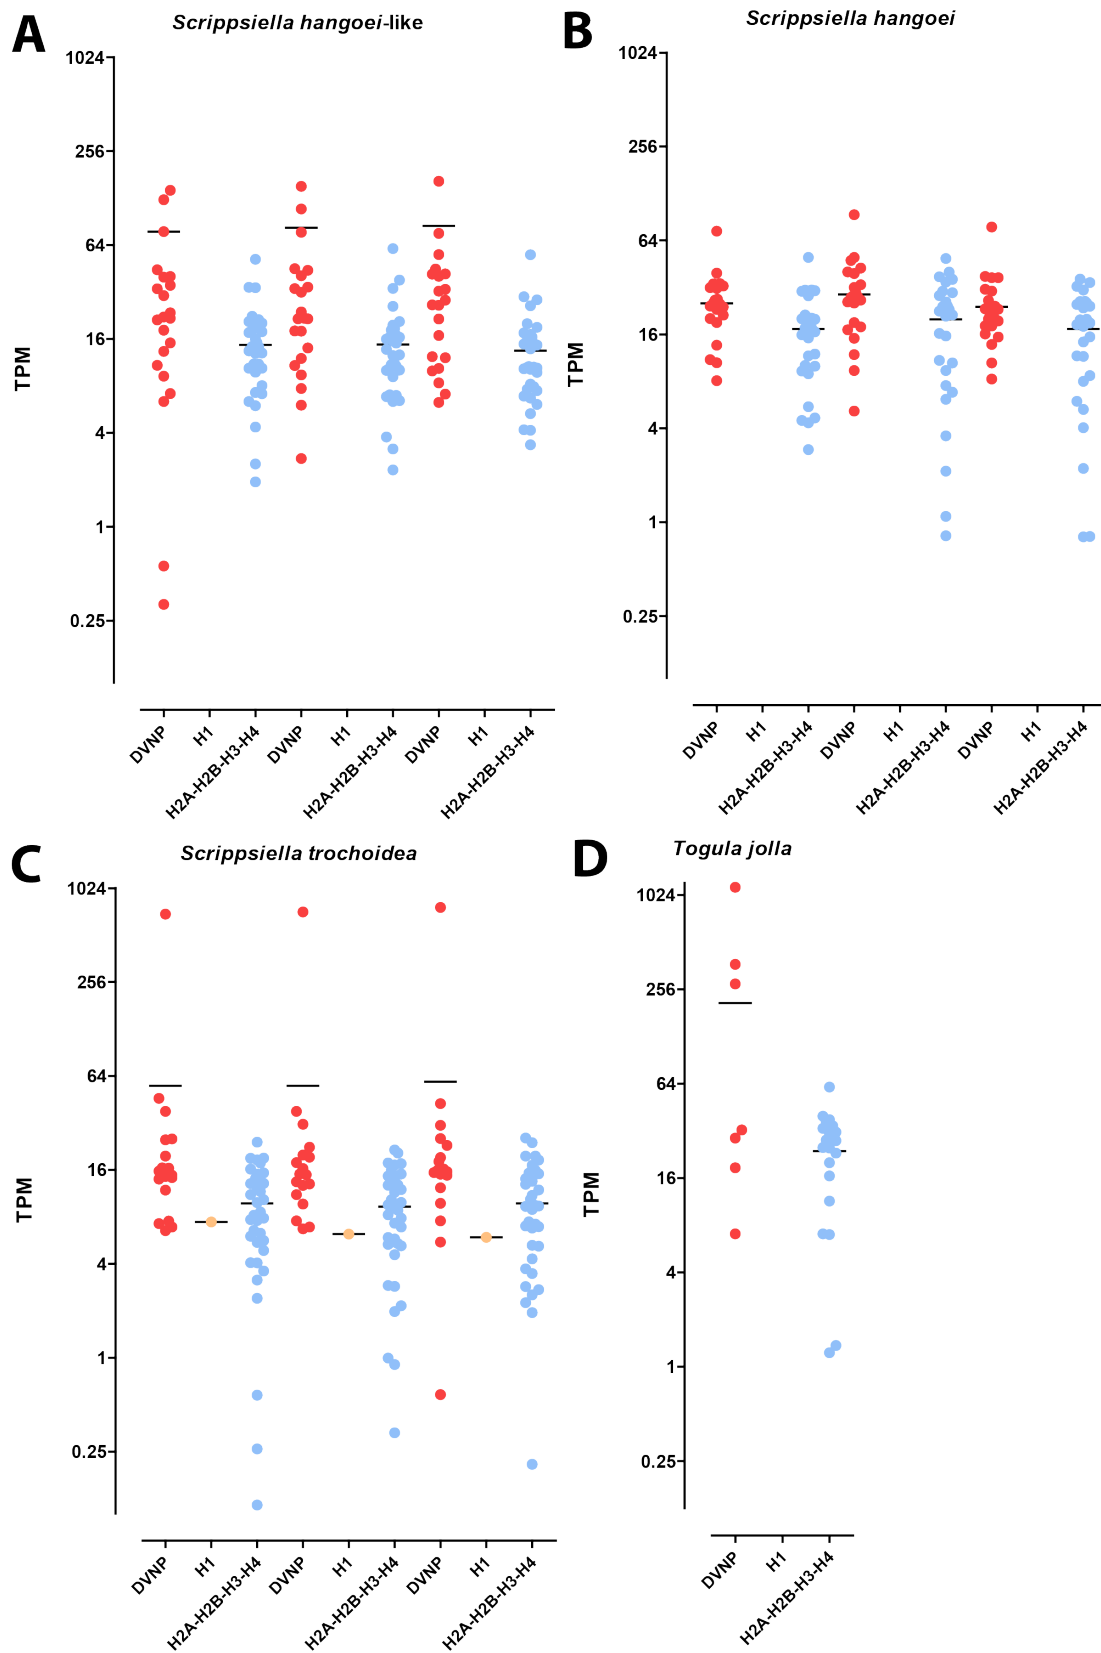 A
Scrippsiella hangoei-like
1024
256
64
16
4
1
0.25
TPM
DVNP
H1
H2A-H2B-H3-H4
DVNP
H1
H2A-H2B-H3-H4
DVNP
H1
H2A-H2B-H3-H4
B
Scrippsiella hangoei
1024
256
64
16
4
1
0.25
TPM
DVNP
H1
H2A-H2B-H3-H4
DVNP
H1
H2A-H2B-H3-H4
DVNP
H1
H2A-H2B-H3-H4
C
Scrippsiella trochoidea
1024
256
64
16
4
1
0.25
TPM
DVNP
H1
H2A-H2B-H3-H4
DVNP
H1
H2A-H2B-H3-H4
DVNP
H1
H2A-H2B-H3-H4
D
Togula jolla
1024
256
64
16
4
1
0.25
TPM
DVNP
H1
H2A-H2B-H3-H4